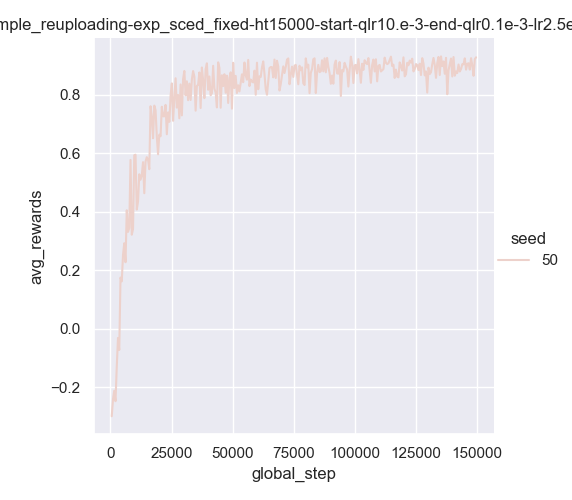 mple_reuploading-exp_sced_fixed-ht15000-start-qlr10.e-3-end-qlr0.1e-3-lr2.5e
0.8
0.6
0.4
0.2
0.0
−0.2
avg_rewards
seed
50
0 25000 50000 75000 100000 125000 150000
global_step